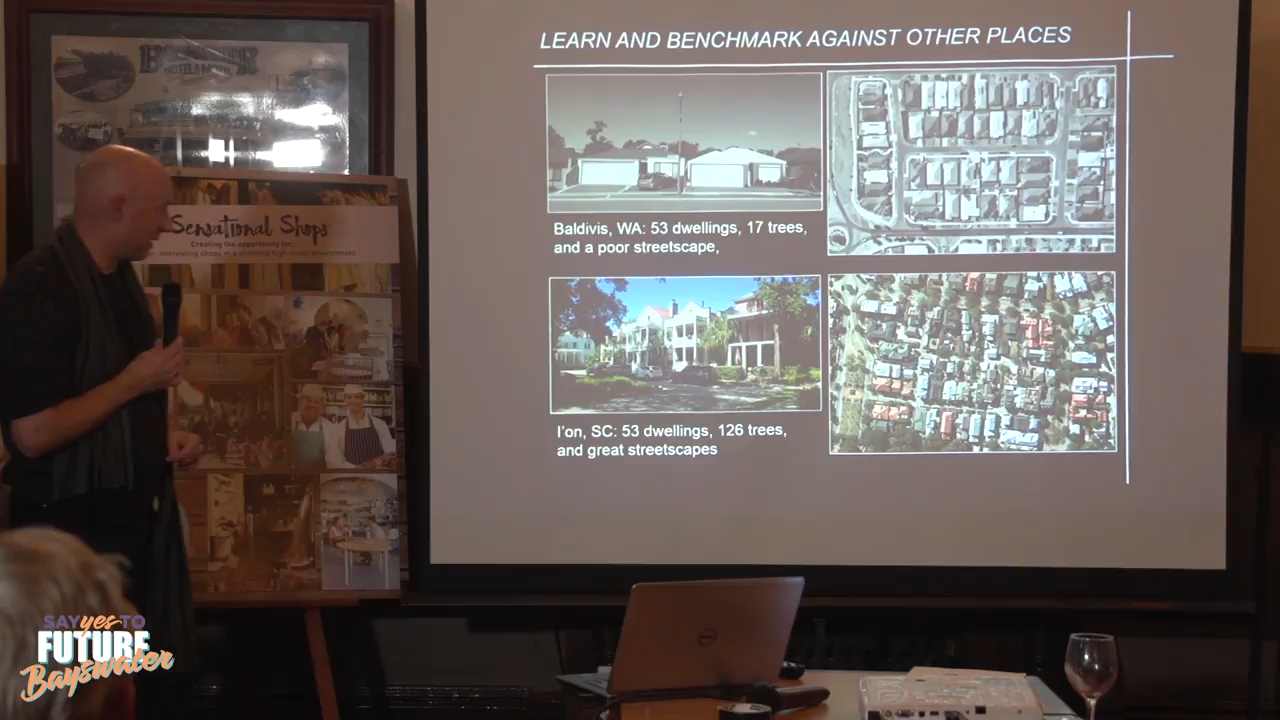 LEARN AND BENCHMARK AGAINST OTHER PLACES
Baldivis, WA: 53 dwellings, 17 trees,
and a poor streetscape,
I'on, SC: 53 dwellings, 126 trees,
and great streetscapes
Sensational Shops
Creating the opportunity for...
DELL
SAY yes TO
FUTURE
Bayswater